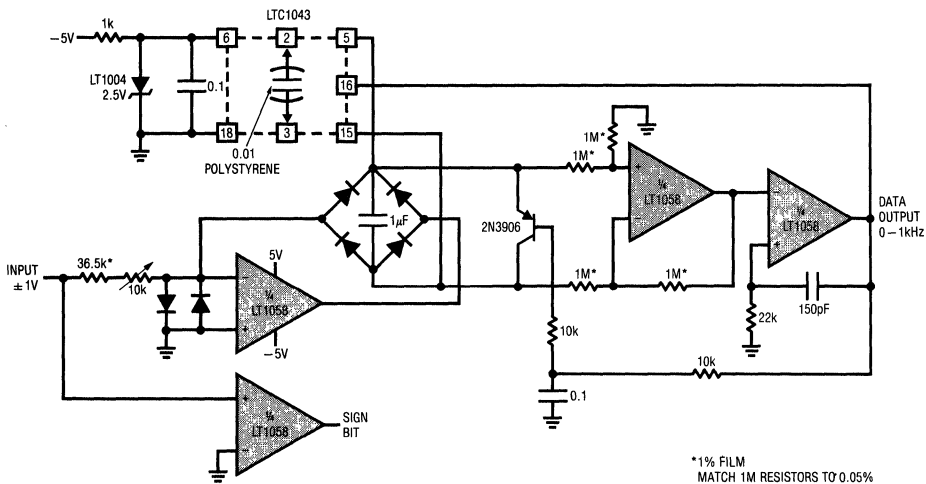 LTC1043
1k
−5V
6
2
5
LT1004
2.5V
0.1
16
18
3
15
0.01
POLYSTYRENE
1M*
1M*
¼
LT1058
¼
LT1058
DATA
OUTPUT
0 – 1kHz
2N3906
1μF
INPUT
±1V
36.5k*
10k
5V
¼
LT1058
−5V
1M*
1M*
22k
150pF
10k
10k
0.1
¼
LT1058
SIGN
BIT
*1% FILM
MATCH 1M RESISTORS TO 0.05%